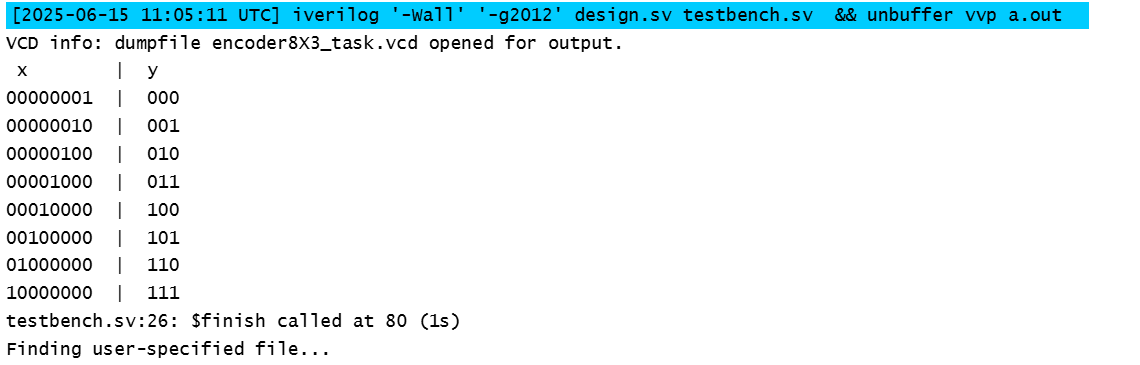 [2025-06-15 11:05:11 UTC] iverilog '-Wall' '-g2012' design.sv testbench.sv  && unbuffer vvp a.out
VCD info: dumpfile encoder8X3_task.vcd opened for output.
 x        |  y
00000001  |  000
00000010  |  001
00000100  |  010
00001000  |  011
00010000  |  100
00100000  |  101
01000000  |  110
10000000  |  111
testbench.sv:26: $finish called at 80 (1s)
Finding user-specified file...